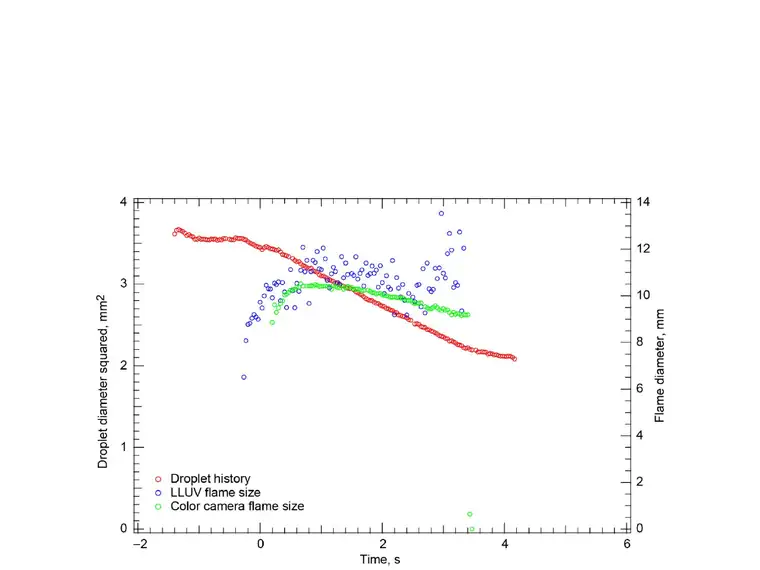 4
3
2
1
0
Droplet diameter squared, mm2
14
12
10
8
6
4
2
0
Flame diameter, mm
Droplet history
LLUV flame size
Color camera flame size
−2 0 2 4 6
Time, s